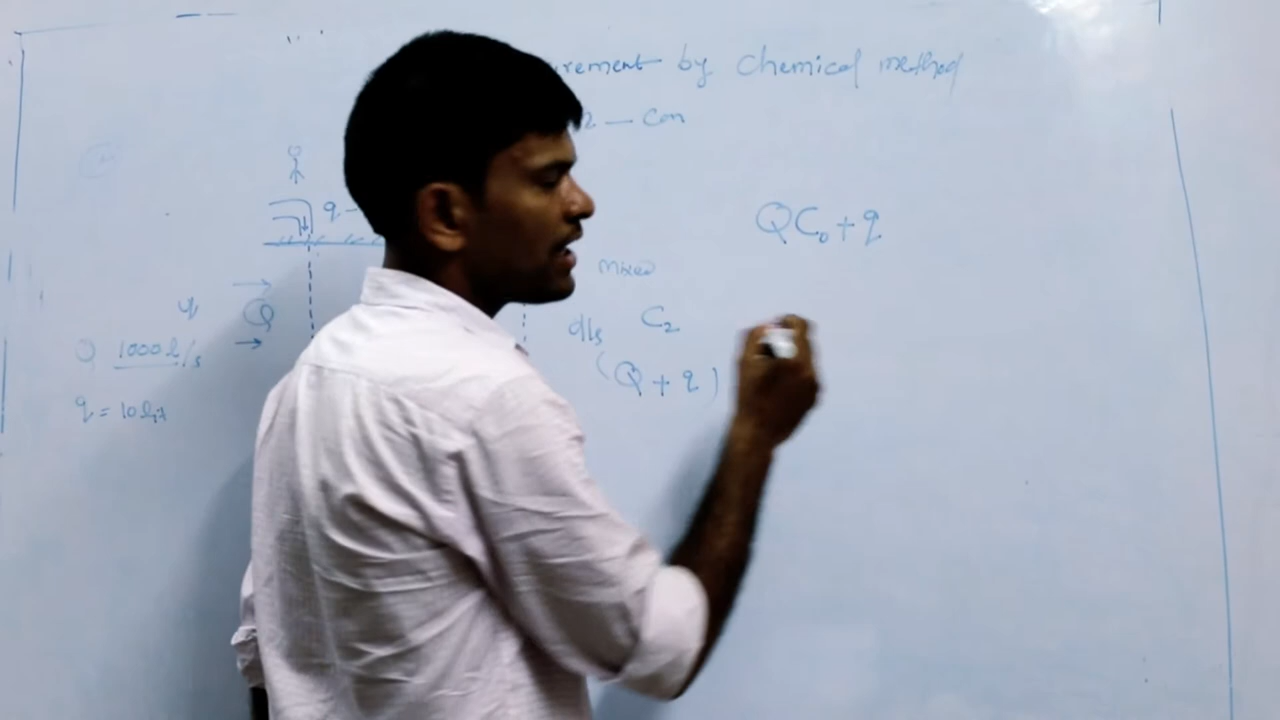 rement by Chemical method
2 — Con
q -
QC₀ + q
mixed
q
Q
C₂
d/s
1000 l/s
(Q + q)
q = 10